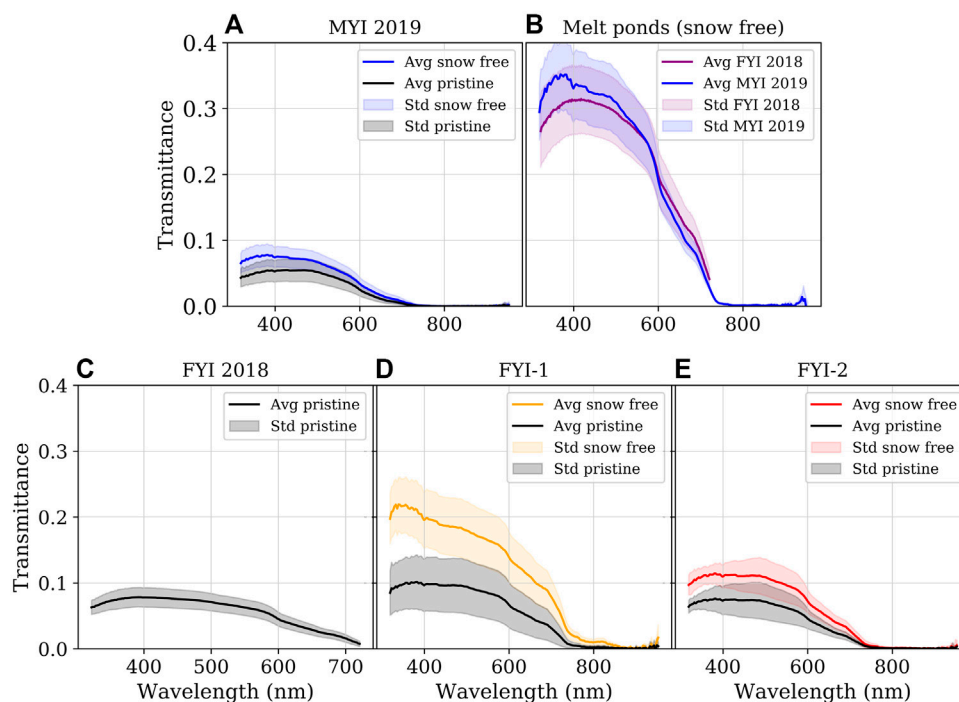 A
MYI 2019
0.4
0.3
0.2
0.1
0.0
Transmittance
400
600
800
Avg snow free
Avg pristine
Std snow free
Std pristine
B
Melt ponds (snow free)
400
600
800
Avg FYI 2018
Avg MYI 2019
Std FYI 2018
Std MYI 2019
C
FYI 2018
0.4
0.3
0.2
0.1
0.0
Transmittance
400
500
600
700
Wavelength (nm)
Avg pristine
Std pristine
D
FYI-1
400
600
800
Wavelength (nm)
Avg snow free
Avg pristine
Std snow free
Std pristine
E
FYI-2
400
600
800
Wavelength (nm)
Avg snow free
Avg pristine
Std snow free
Std pristine